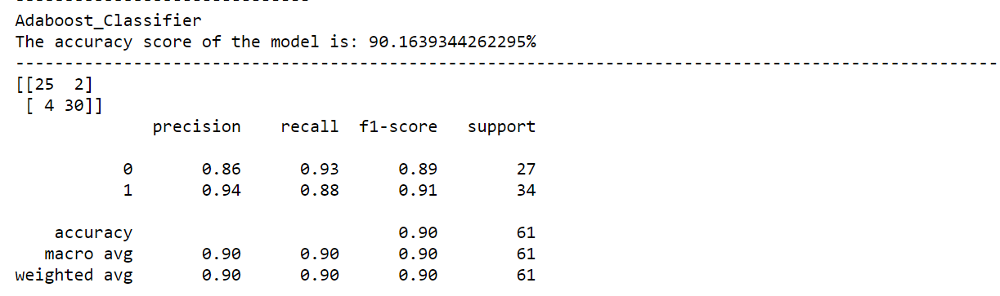 -------------------------------
Adaboost_Classifier
The accuracy score of the model is: 90.1639344262295%
----------------------------------------------------------------------------------------------------
[[25  2]
 [ 4 30]]
              precision    recall  f1-score   support

           0       0.86      0.93      0.89        27
           1       0.94      0.88      0.91        34

    accuracy                           0.90        61
   macro avg       0.90      0.90      0.90        61
weighted avg       0.90      0.90      0.90        61